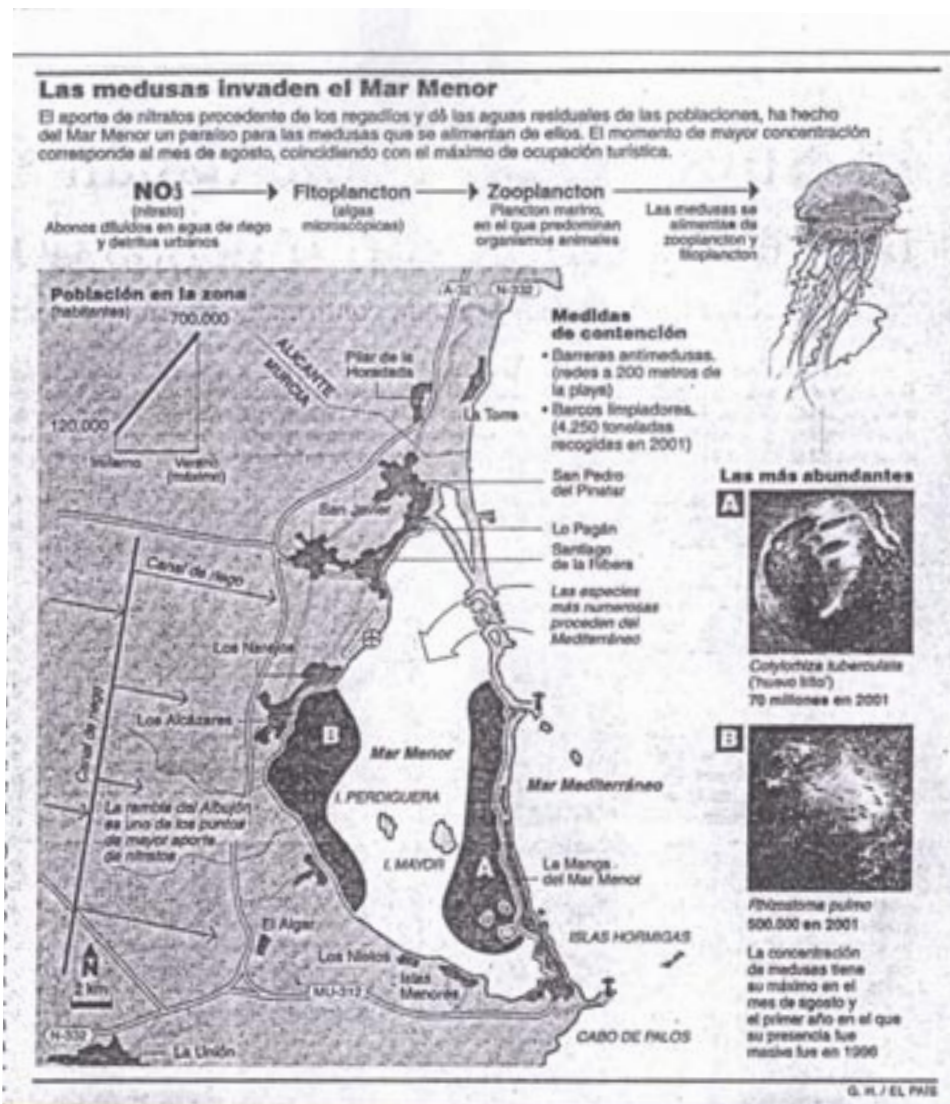 Las medusas invaden el Mar Menor
El aporte de nitratos procedente de los regadíos y dé las aguas residuales de las poblaciones, ha hecho
del Mar Menor un paraíso para las medusas que se alimentan de ellos. El momento de mayor concentración
corresponde al mes de agosto, coincidiendo con el máximo de ocupación turística.
NO3
(nitrato)
Abonos diluidos en agua de riego
y detritus urbanos
Fitoplancton
(algas
microscópicas)
Zooplancton
Plancton marino,
en el que predominan
organismos animales
Las medusas se
alimentas de
zooplancton y
fitoplancton
Población en la zona
(habitantes)
700.000
120.000
Invierno
Verano
(máximo)
A-32
N-332
ALICANTE
MURCIA
Pilar de la
Horadada
La Torre
Medidas
de contención
• Barreras antimedusas.
(redes a 200 metros de
la playa)
• Barcos limpiadores.
(4.250 toneladas
recogidas en 2001)
San Pedro
del Pinatar
San Javier
Lo Pagán
Santiago
de la Ribera
Las especies
más numerosas
proceden del
Mediterráneo
Canal de riego
Canal de riego
Los Narejos
Los Alcázares
B
Mar Menor
I. PERDIGUERA
I. MAYOR
A
Mar Mediterráneo
La rambla del Albujón
es uno de los puntos
de mayor aporte
de nitratos
La Manga
del Mar Menor
El Algar
Los Nietos
Islas
Menores
ISLAS HORMIGAS
N
2 km
MU-312
N-332
La Unión
CABO DE PALOS
Las más abundantes
A
Cotylorhiza tuberculata
('huevo frito')
70 millones en 2001
B
Rhizostoma pulmo
500.000 en 2001
La concentración
de medusas tiene
su máximo en el
mes de agosto y
el primer año en el que
su presencia fue
masiva fue en 1996
G. H. / EL PAÍS